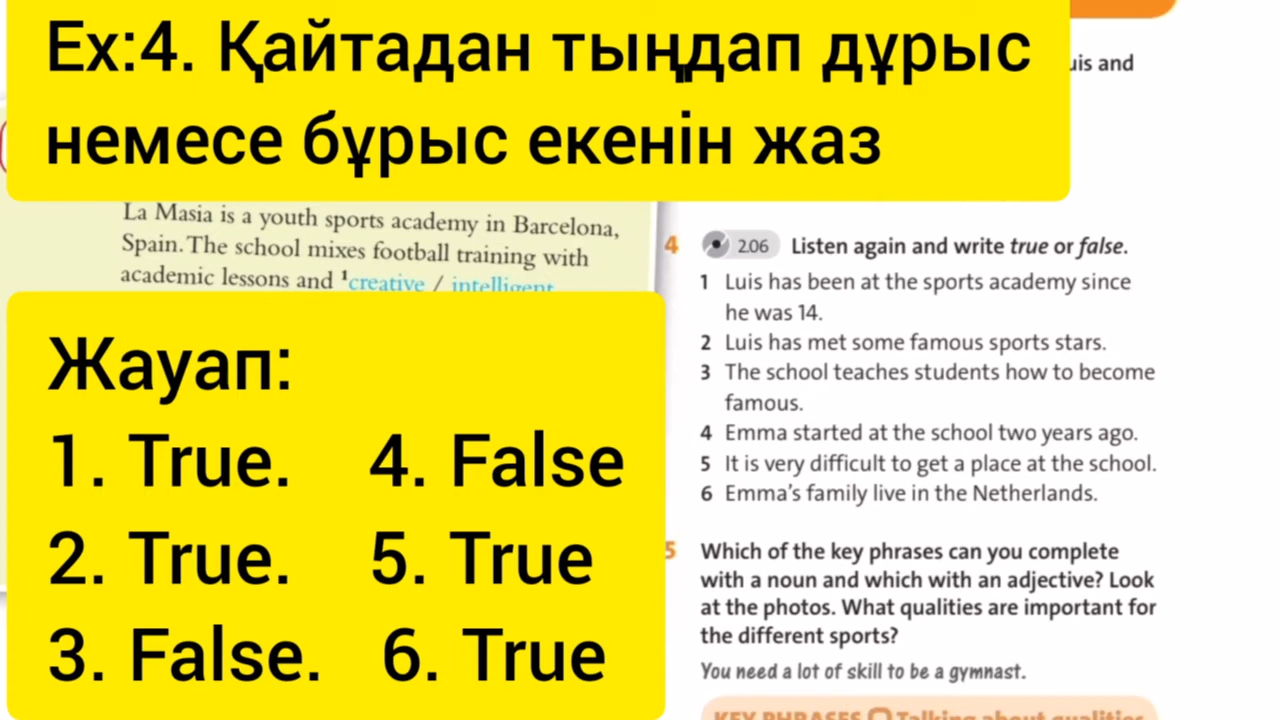 Ex:4. Қайтадан тыңдап дұрыс
немесе бұрыс екенін жаз
uis and
La Masia is a youth sports academy in Barcelona,
Spain. The school mixes football training with
academic lessons and ¹creative / intelligent
Жауап:
1. True. 4. False
2. True. 5. True
3. False. 6. True
4 2.06 Listen again and write true or false.
1 Luis has been at the sports academy since
he was 14.
2 Luis has met some famous sports stars.
3 The school teaches students how to become
famous.
4 Emma started at the school two years ago.
5 It is very difficult to get a place at the school.
6 Emma's family live in the Netherlands.
5 Which of the key phrases can you complete
with a noun and which with an adjective? Look
at the photos. What qualities are important for
the different sports?
You need a lot of skill to be a gymnast.
KEY PHRASES Talking about qualities